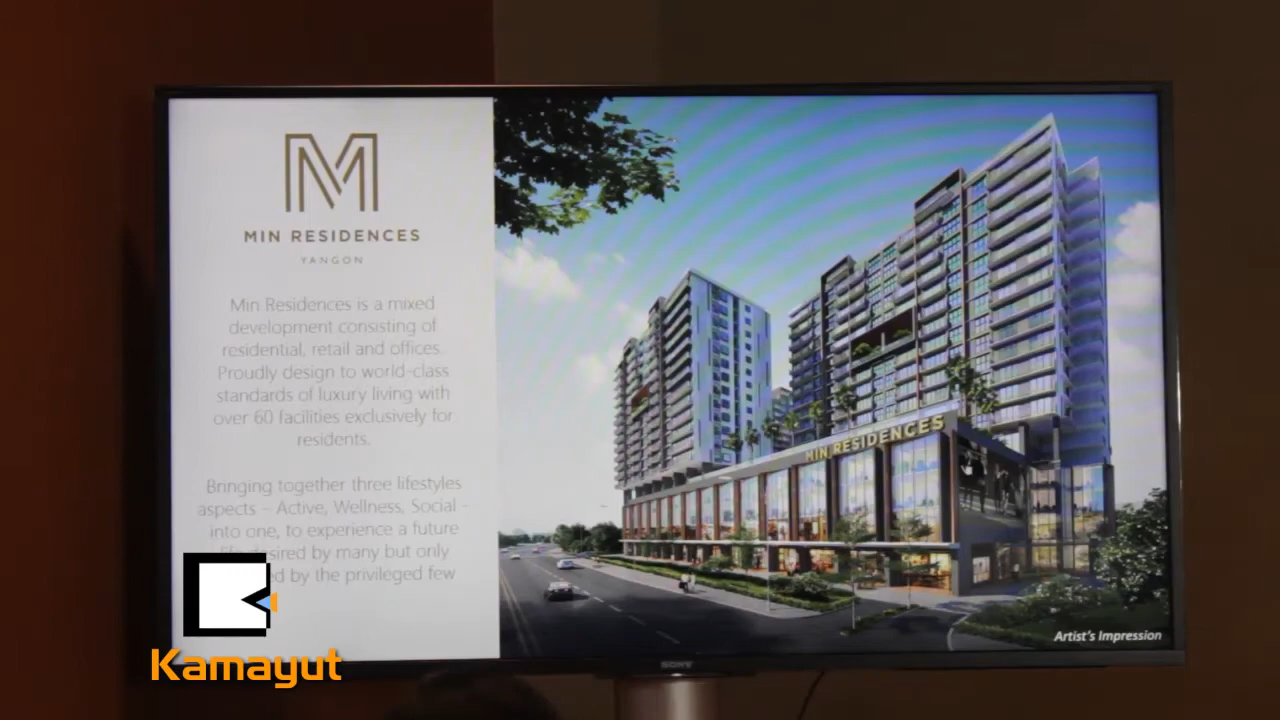 M
MIN RESIDENCES
YANGON
Min Residences is a mixed
development consisting of
residential, retail and offices.
Proudly design to world-class
standards of luxury living with
over 60 facilities exclusively for
residents.
Bringing together three lifestyles
aspects – Active, Wellness, Social -
into one, to experience a future
desired by many but only
by the privileged few
MIN RESIDENCES
Artist's Impression
SONY
Kamayut